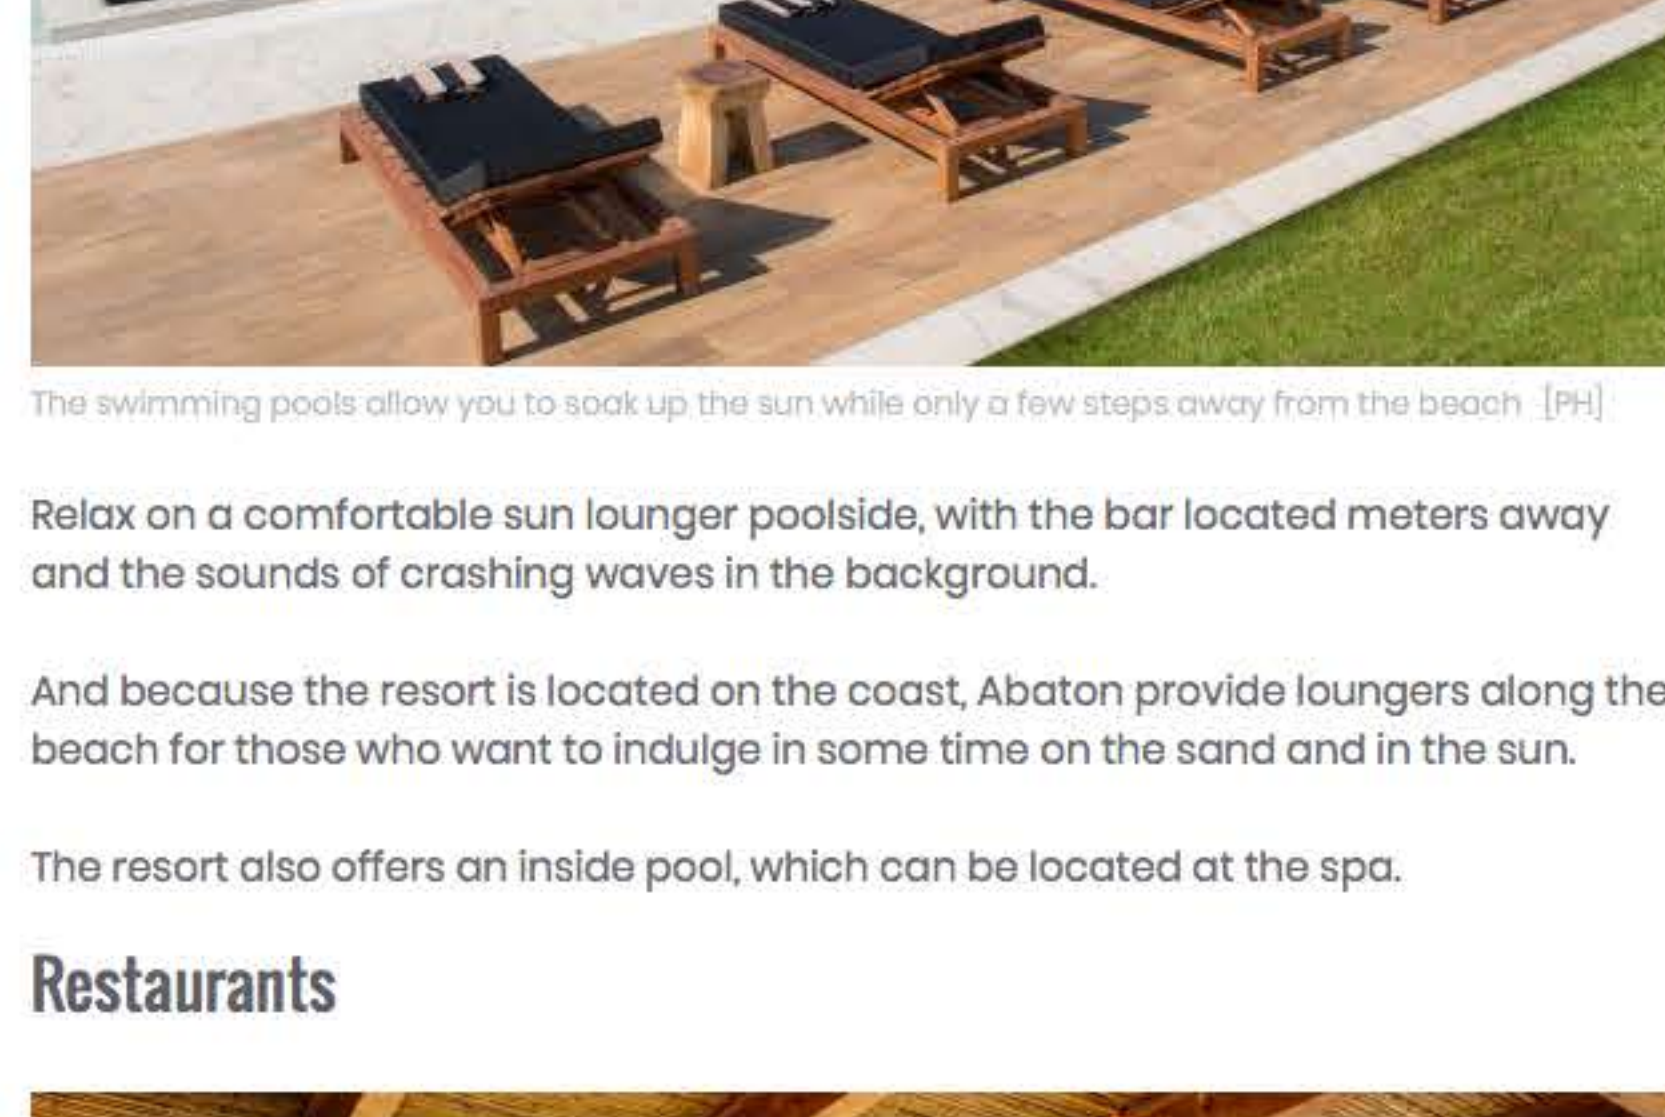 The swimming pools allow you to soak up the sun while only a few steps away from the beach [PH]
Relax on a comfortable sun lounger poolside, with the bar located meters away
and the sounds of crashing waves in the background.
And because the resort is located on the coast, Abaton provide loungers along the
beach for those who want to indulge in some time on the sand and in the sun.
The resort also offers an inside pool, which can be located at the spa.
Restaurants